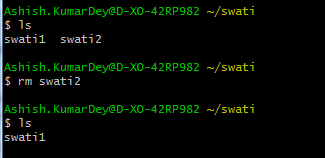 Ashish.KumarDey@D-XO-42RP982 ~/swati
$ ls
swati1  swati2
Ashish.KumarDey@D-XO-42RP982 ~/swati
$ rm swati2
Ashish.KumarDey@D-XO-42RP982 ~/swati
$ ls
swati1